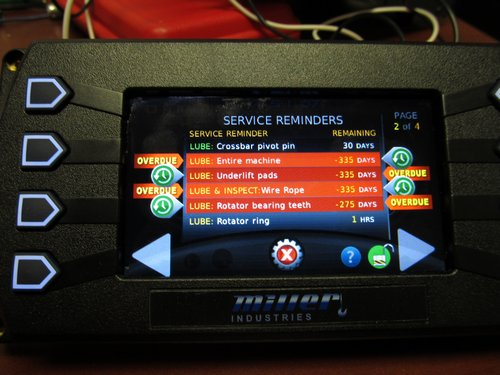 SERVICE REMINDERS
PAGE
2 of 4
SERVICE REMINDER REMAINING
LUBE: Crossbar pivot pin 30 DAYS
OVERDUE LUBE: Entire machine -335 DAYS
LUBE: Underlift pads -335 DAYS OVERDUE
OVERDUE LUBE & INSPECT: Wire Rope -335 DAYS
LUBE: Rotator bearing teeth -275 DAYS OVERDUE
LUBE: Rotator ring 1 HRS
X ?
miller
INDUSTRIES